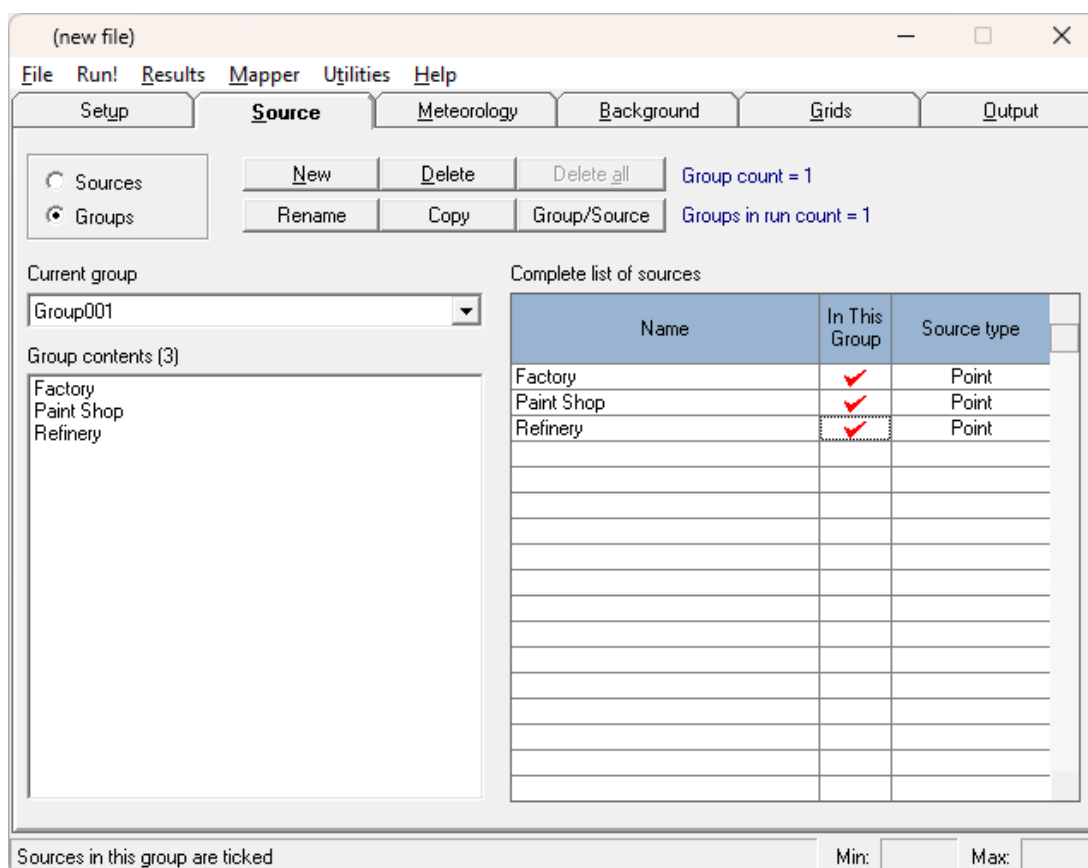 (new file)
File Run! Results Mapper Utilities Help
Setup Source Meteorology Background Grids Output
Sources
Groups
New Delete Delete all Group count = 1
Rename Copy Group/Source Groups in run count = 1
Current group
Group001
Group contents (3)
Factory
Paint Shop
Refinery
Complete list of sources
Name In This Group Source type
Factory Point
Paint Shop Point
Refinery Point
Sources in this group are ticked Min: Max: